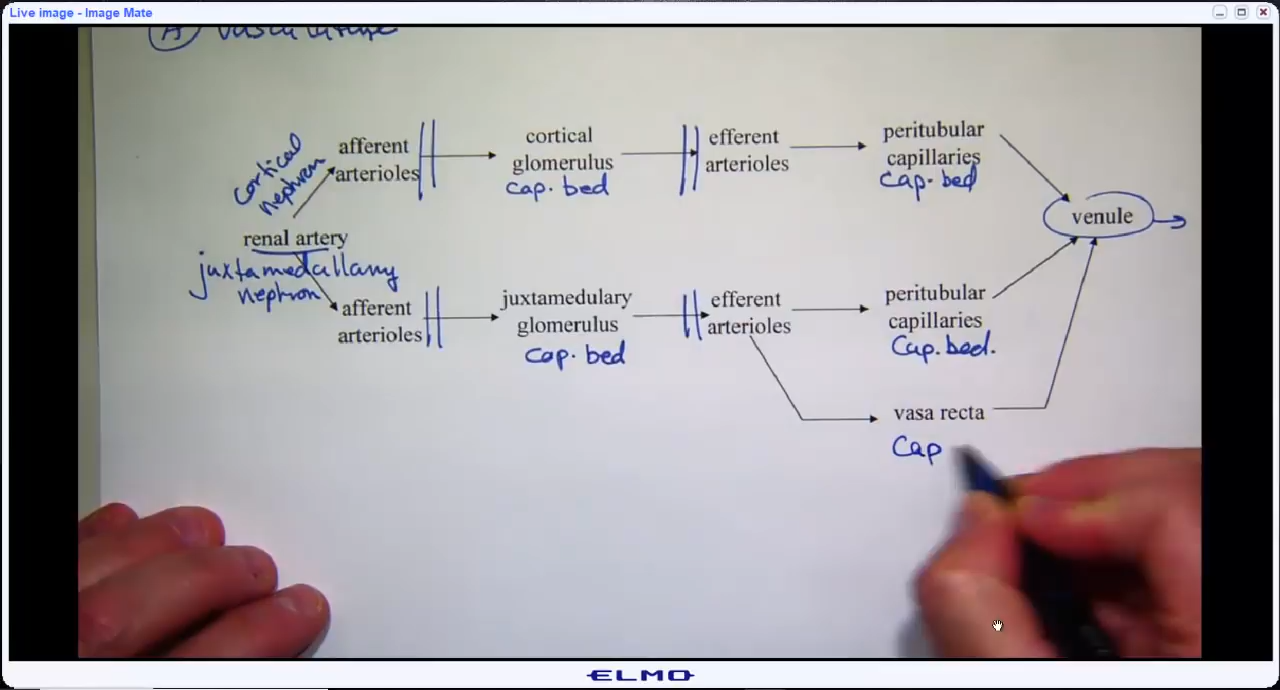 Live image - Image Mate
A vasculature
cortical
nephron
afferent
arterioles
cortical
glomerulus
cap. bed
efferent
arterioles
peritubular
capillaries
cap. bed
venule
renal artery
juxtamedallary
nephron
afferent
arterioles
juxtamedulary
glomerulus
cap. bed
efferent
arterioles
peritubular
capillaries
Cap. bed.
vasa recta
Cap
ELMO